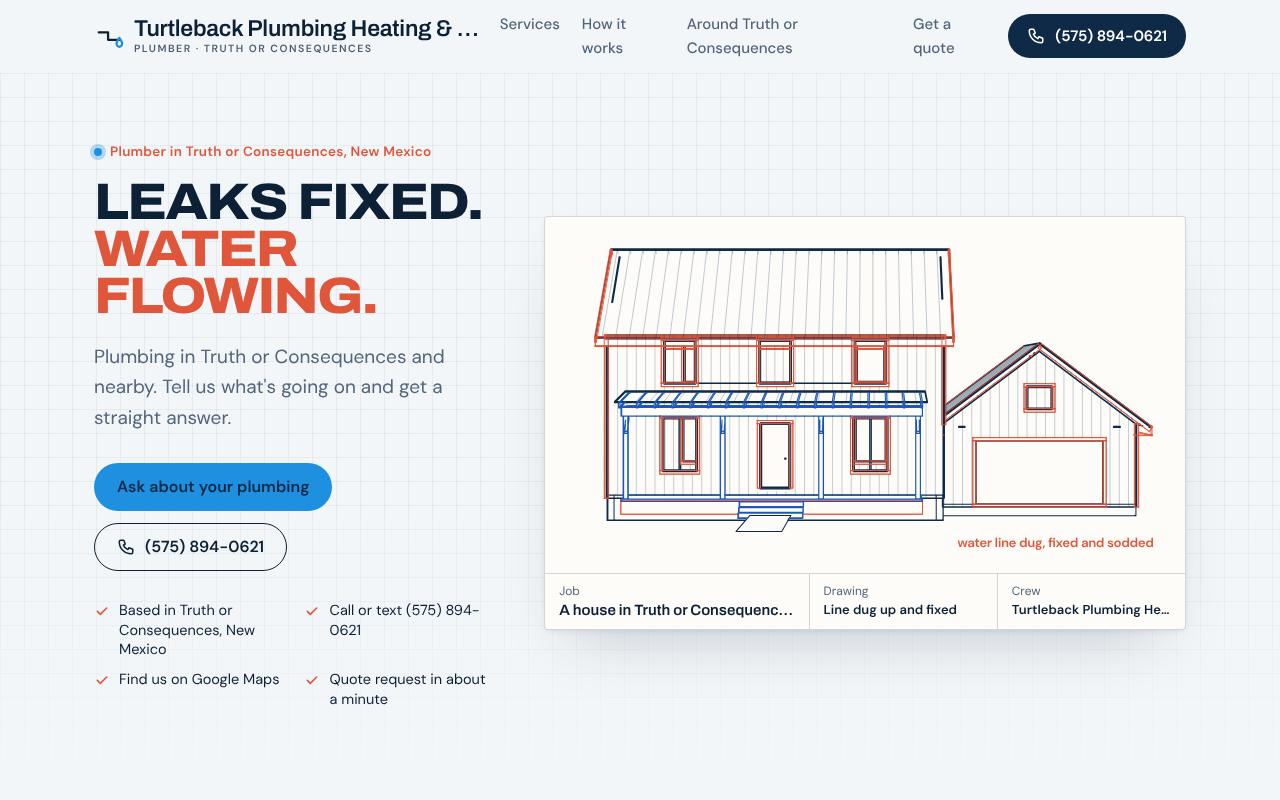 Turtleback Plumbing Heating & ...
PLUMBER · TRUTH OR CONSEQUENCES
Services
How it
works
Around Truth or
Consequences
Get a
quote
(575) 894-0621
Plumber in Truth or Consequences, New Mexico
LEAKS FIXED.
WATER
FLOWING.
Plumbing in Truth or Consequences and
nearby. Tell us what's going on and get a
straight answer.
Ask about your plumbing
(575) 894-0621
Based in Truth or
Consequences, New
Mexico
Call or text (575) 894-
0621
Find us on Google Maps
Quote request in about
a minute
water line dug, fixed and sodded
Job
A house in Truth or Consequenc...
Drawing
Line dug up and fixed
Crew
Turtleback Plumbing He...